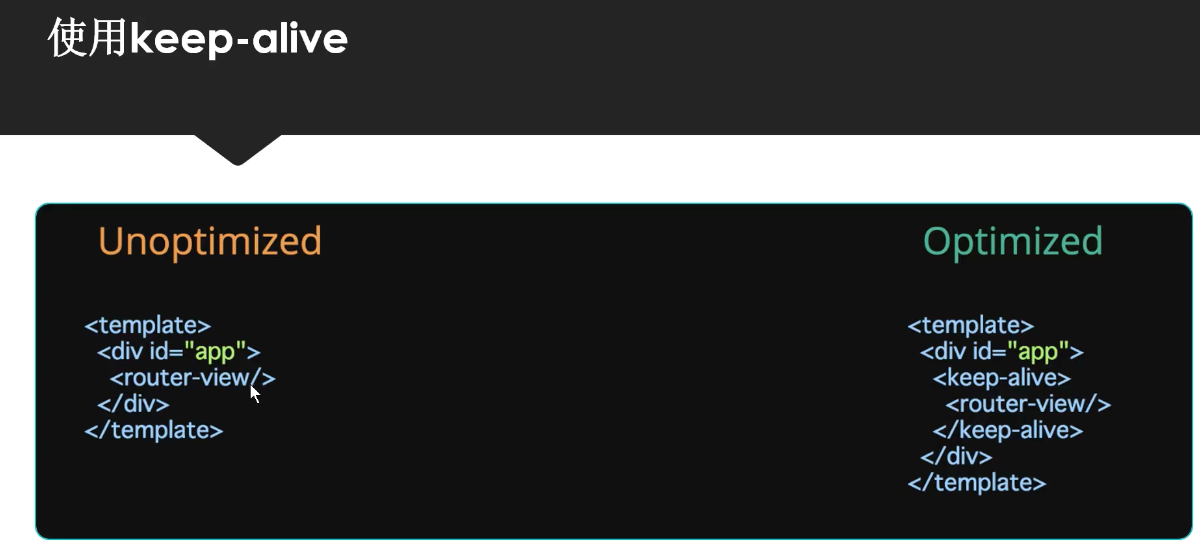 使用keep-alive
Unoptimized
<template>
<div id="app">
<router-view/>
</div>
</template>
Optimized
<template>
<div id="app">
<keep-alive>
<router-view/>
</keep-alive>
</div>
</template>